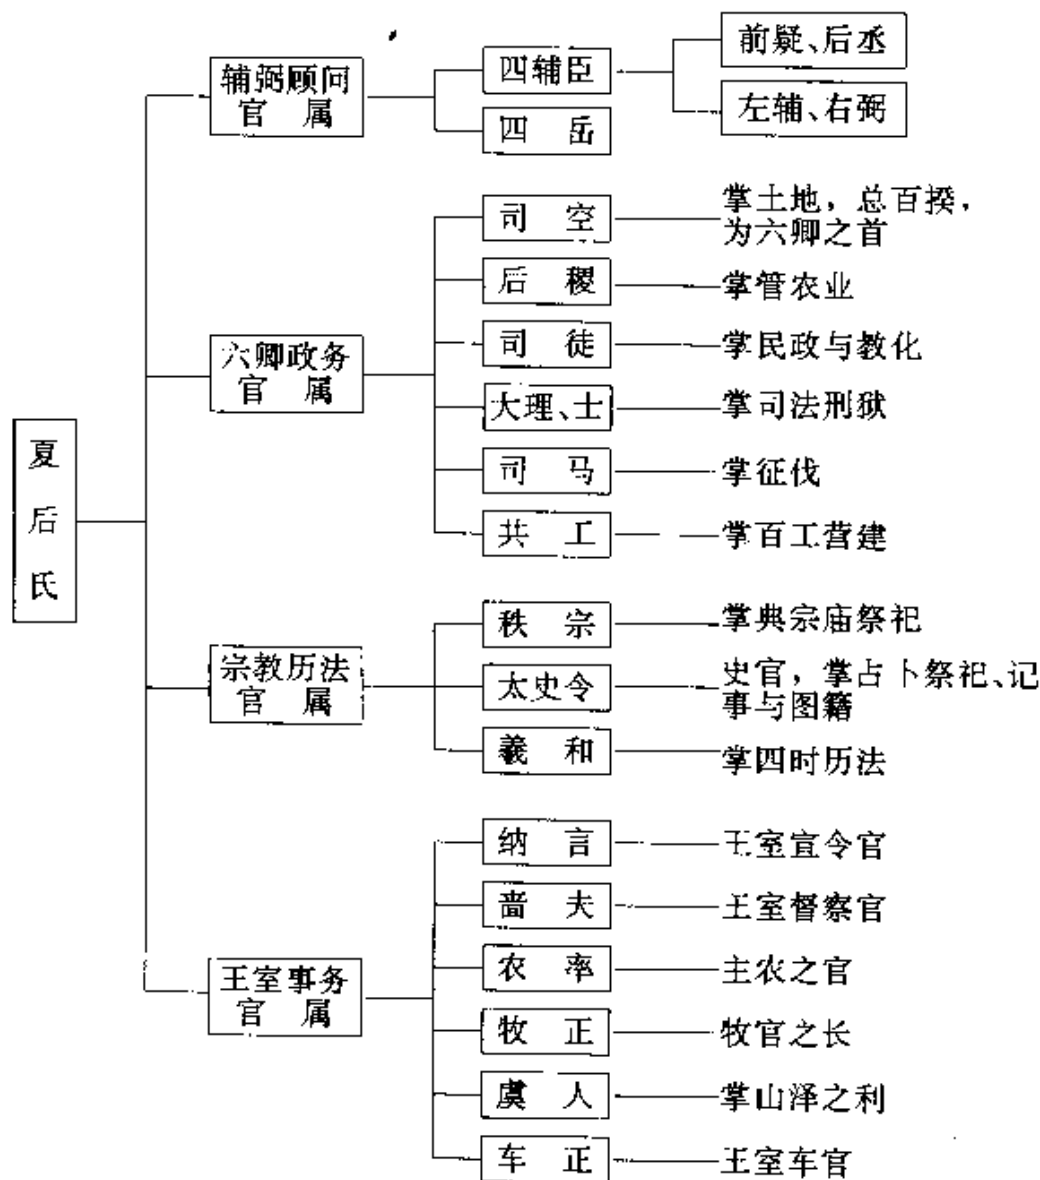 夏后氏
辅弼顾问
官属
四辅臣
前疑、后丞
左辅、右弼
四岳
六卿政务
官属
司空
掌土地，总百揆，
为六卿之首
后稷
掌管农业
司徒
掌民政与教化
大理、士
掌司法刑狱
司马
掌征伐
共工
掌百工营建
宗教历法
官属
秩宗
掌典宗庙祭祀
太史令
史官，掌占卜祭祀、记
事与图籍
羲和
掌四时历法
王室事务
官属
纳言
王室宣令官
啬夫
王室督察官
农率
主农之官
牧正
牧官之长
虞人
掌山泽之利
车正
王室车官